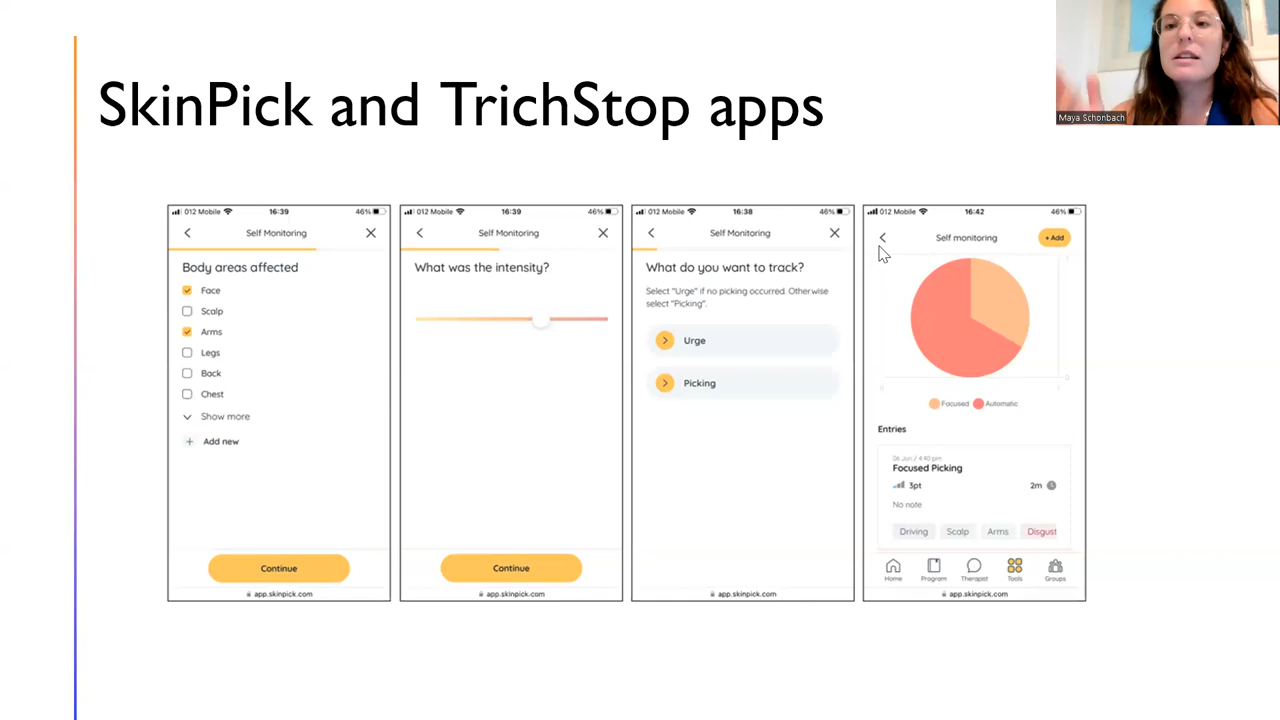 SkinPick and TrichStop apps
Maya Schonbach
012 Mobile 16:39 46%
Self Monitoring
Body areas affected
Face
Scalp
Arms
Legs
Back
Chest
Show more
Add new
Continue
app.skinpick.com
012 Mobile 16:39 46%
Self Monitoring
What was the intensity?
Continue
app.skinpick.com
012 Mobile 16:38 46%
Self Monitoring
What do you want to track?
Select "Urge" if no picking occurred. Otherwise
select "Picking".
Urge
Picking
app.skinpick.com
012 Mobile 16:42 46%
Self monitoring
+ Add
Focused Automatic
Entries
06 Jun / 4:40 pm
Focused Picking
3pt 2m
No note
Driving Scalp Arms Disgust
Home Program Therapist Tools Groups
app.skinpick.com